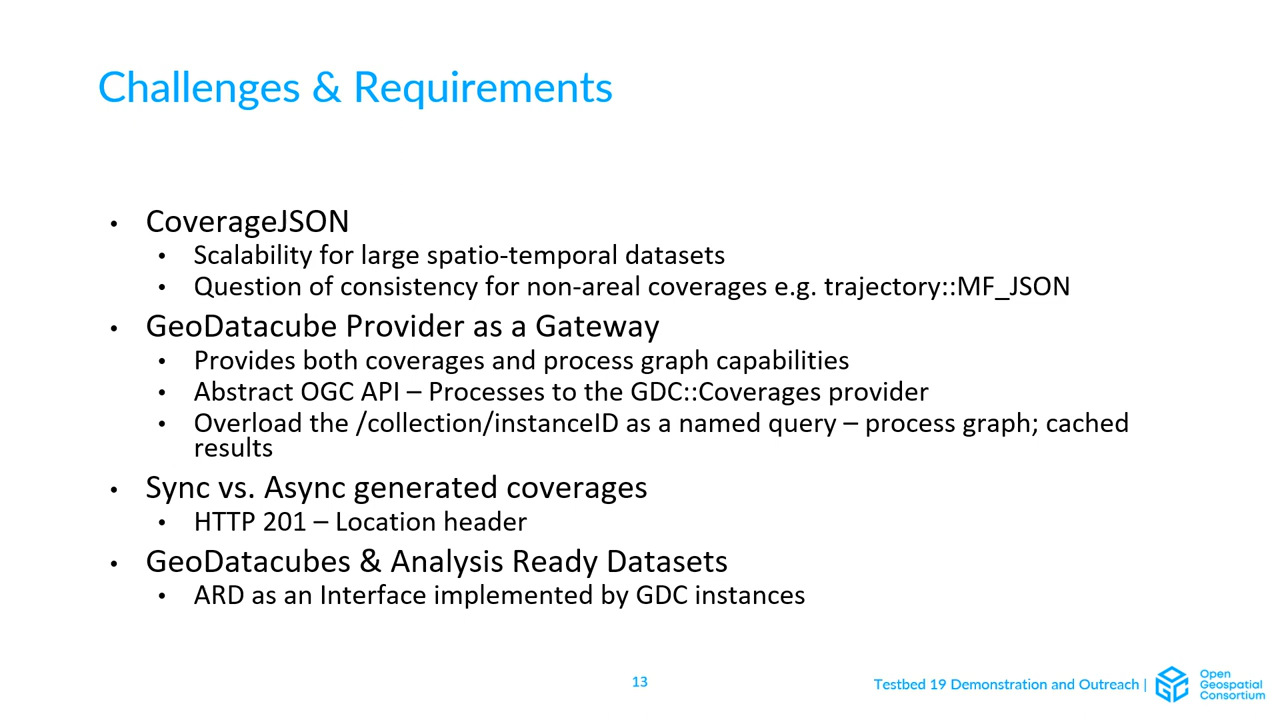 Challenges & Requirements
• CoverageJSON
• Scalability for large spatio-temporal datasets
• Question of consistency for non-areal coverages e.g. trajectory::MF_JSON
• GeoDatacube Provider as a Gateway
• Provides both coverages and process graph capabilities
• Abstract OGC API – Processes to the GDC::Coverages provider
• Overload the /collection/instanceID as a named query – process graph; cached
results
• Sync vs. Async generated coverages
• HTTP 201 – Location header
• GeoDatacubes & Analysis Ready Datasets
• ARD as an Interface implemented by GDC instances
13
Testbed 19 Demonstration and Outreach |
Open
Geospatial
Consortium